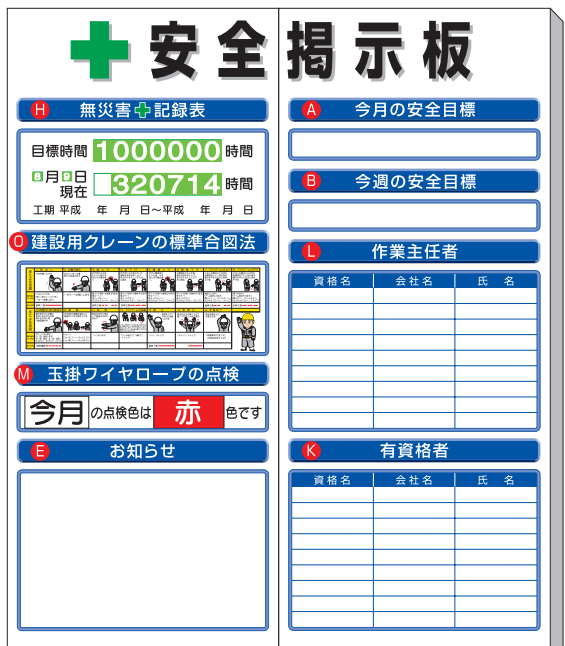 安全掲示板
H 無災害記録表
目標時間 1000000 時間
8月9日
現在 320714 時間
工期 平成 年 月 日～平成 年 月 日
O 建設用クレーンの標準合図法
M 玉掛ワイヤロープの点検
今月 の点検色は 赤 色です
E お知らせ
A 今月の安全目標
B 今週の安全目標
L 作業主任者
資格名 会社名 氏 名
K 有資格者
資格名 会社名 氏 名